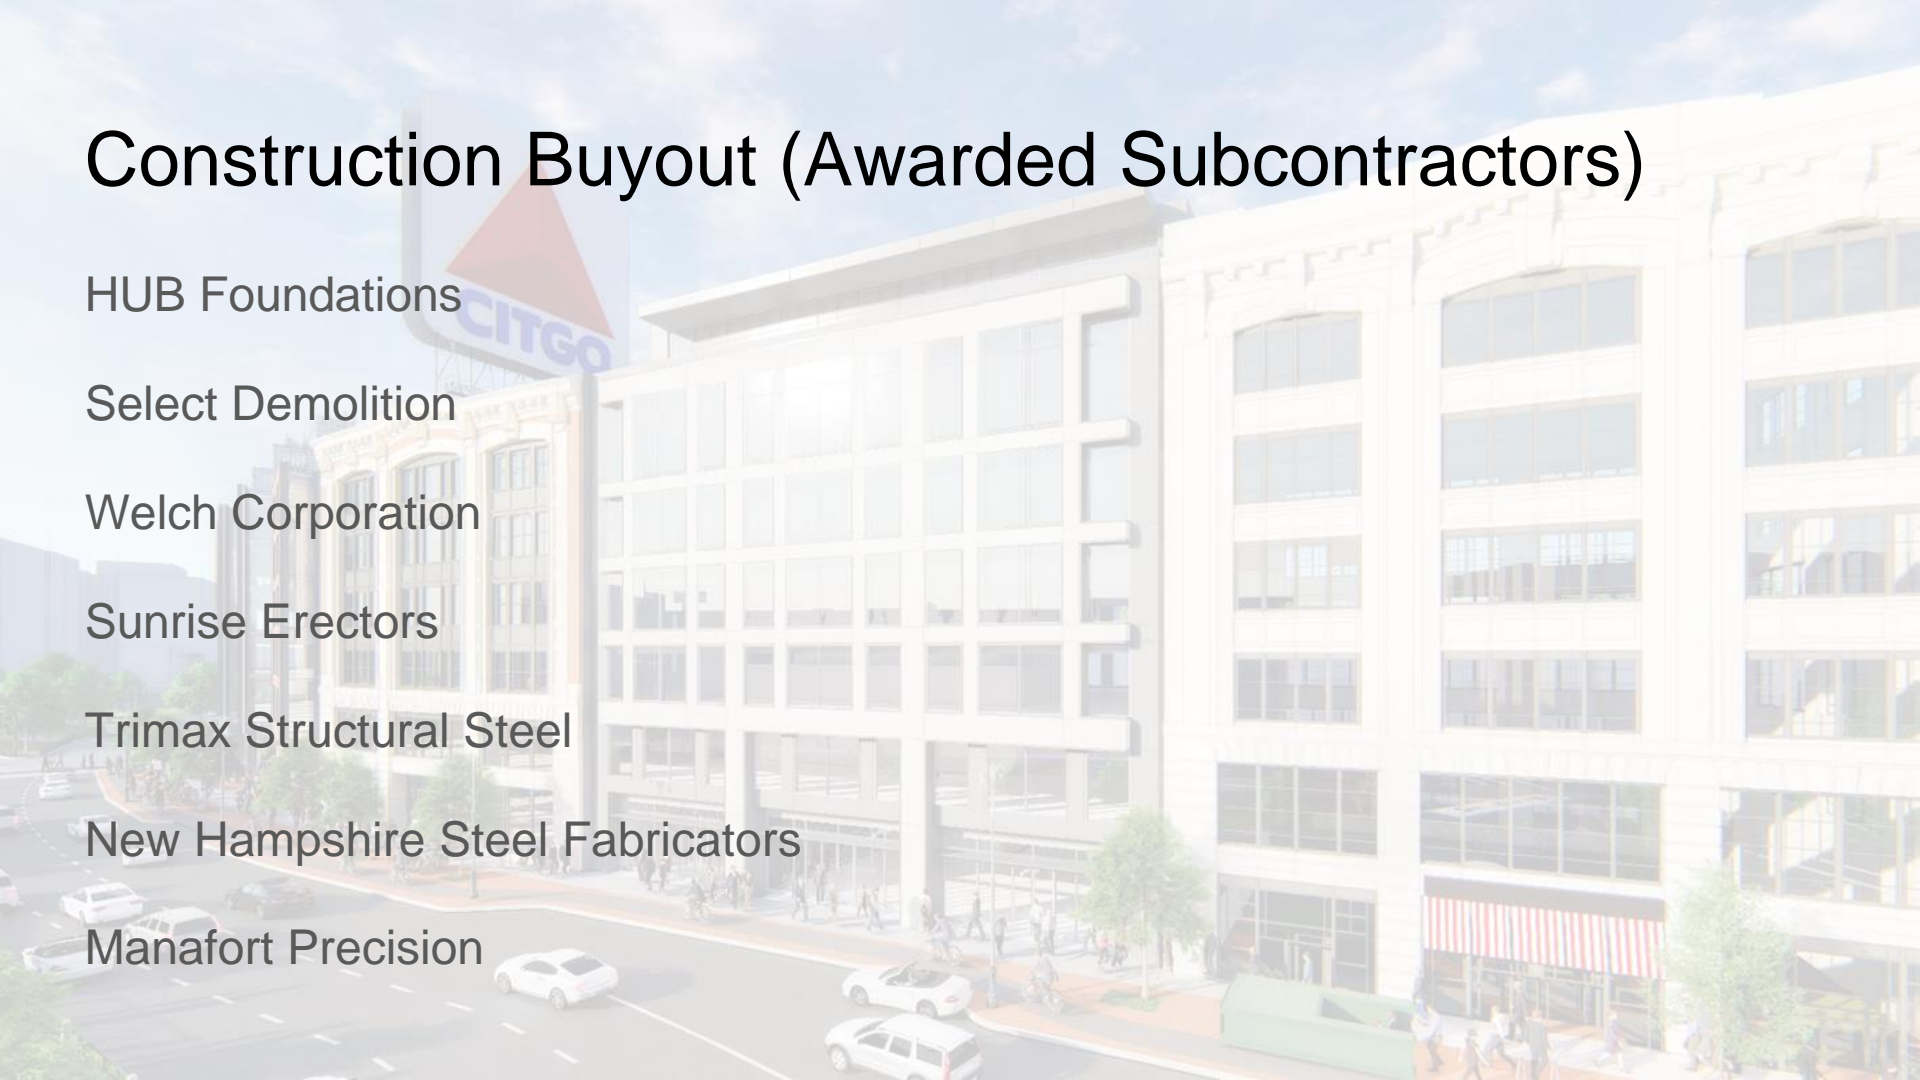 Construction Buyout (Awarded Subcontractors)
HUB Foundations
CITGO
Select Demolition
Welch Corporation
Sunrise Erectors
Trimax Structural Steel
New Hampshire Steel Fabricators
Manafort Precision